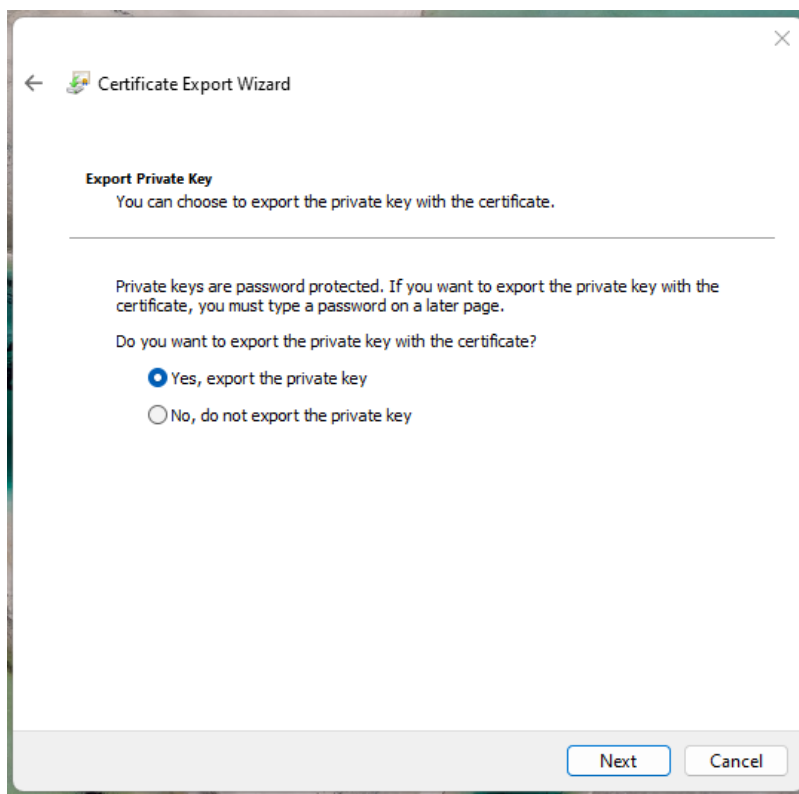 Certificate Export Wizard
Export Private Key
You can choose to export the private key with the certificate.
Private keys are password protected. If you want to export the private key with the
certificate, you must type a password on a later page.
Do you want to export the private key with the certificate?
Yes, export the private key
No, do not export the private key
Next
Cancel